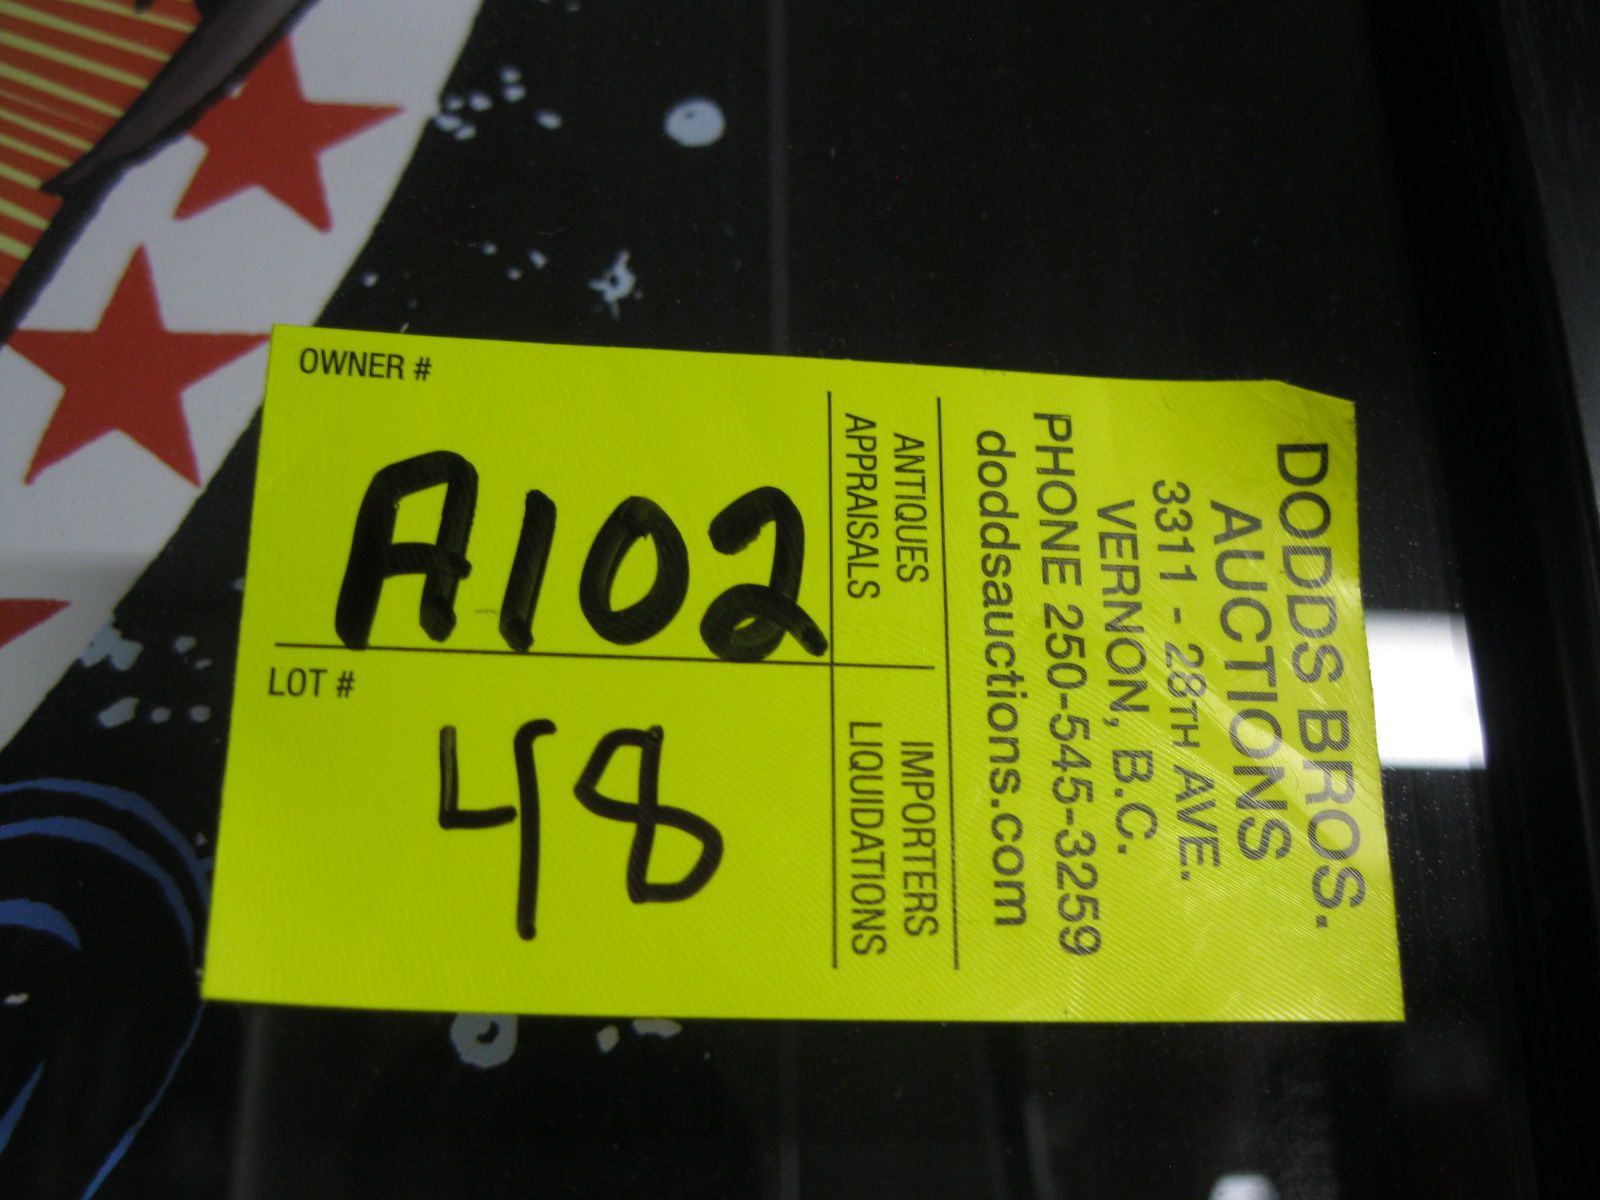 DODDS BROS.
AUCTIONS
3311 - 28TH AVE.
VERNON, B.C.
PHONE 250-545-3259
doddsauctions.com
ANTIQUES
APPRAISALS
IMPORTERS
LIQUIDATIONS
OWNER #
A102
LOT #
48